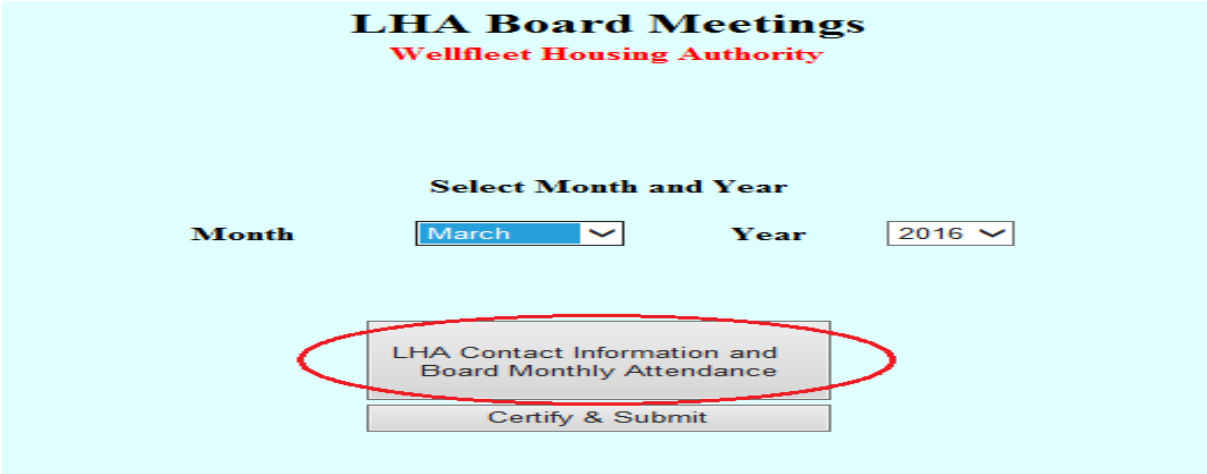 LHA Board Meetings
Wellfleet Housing Authority
Select Month and Year
Month March Year 2016
LHA Contact Information and
Board Monthly Attendance
Certify & Submit